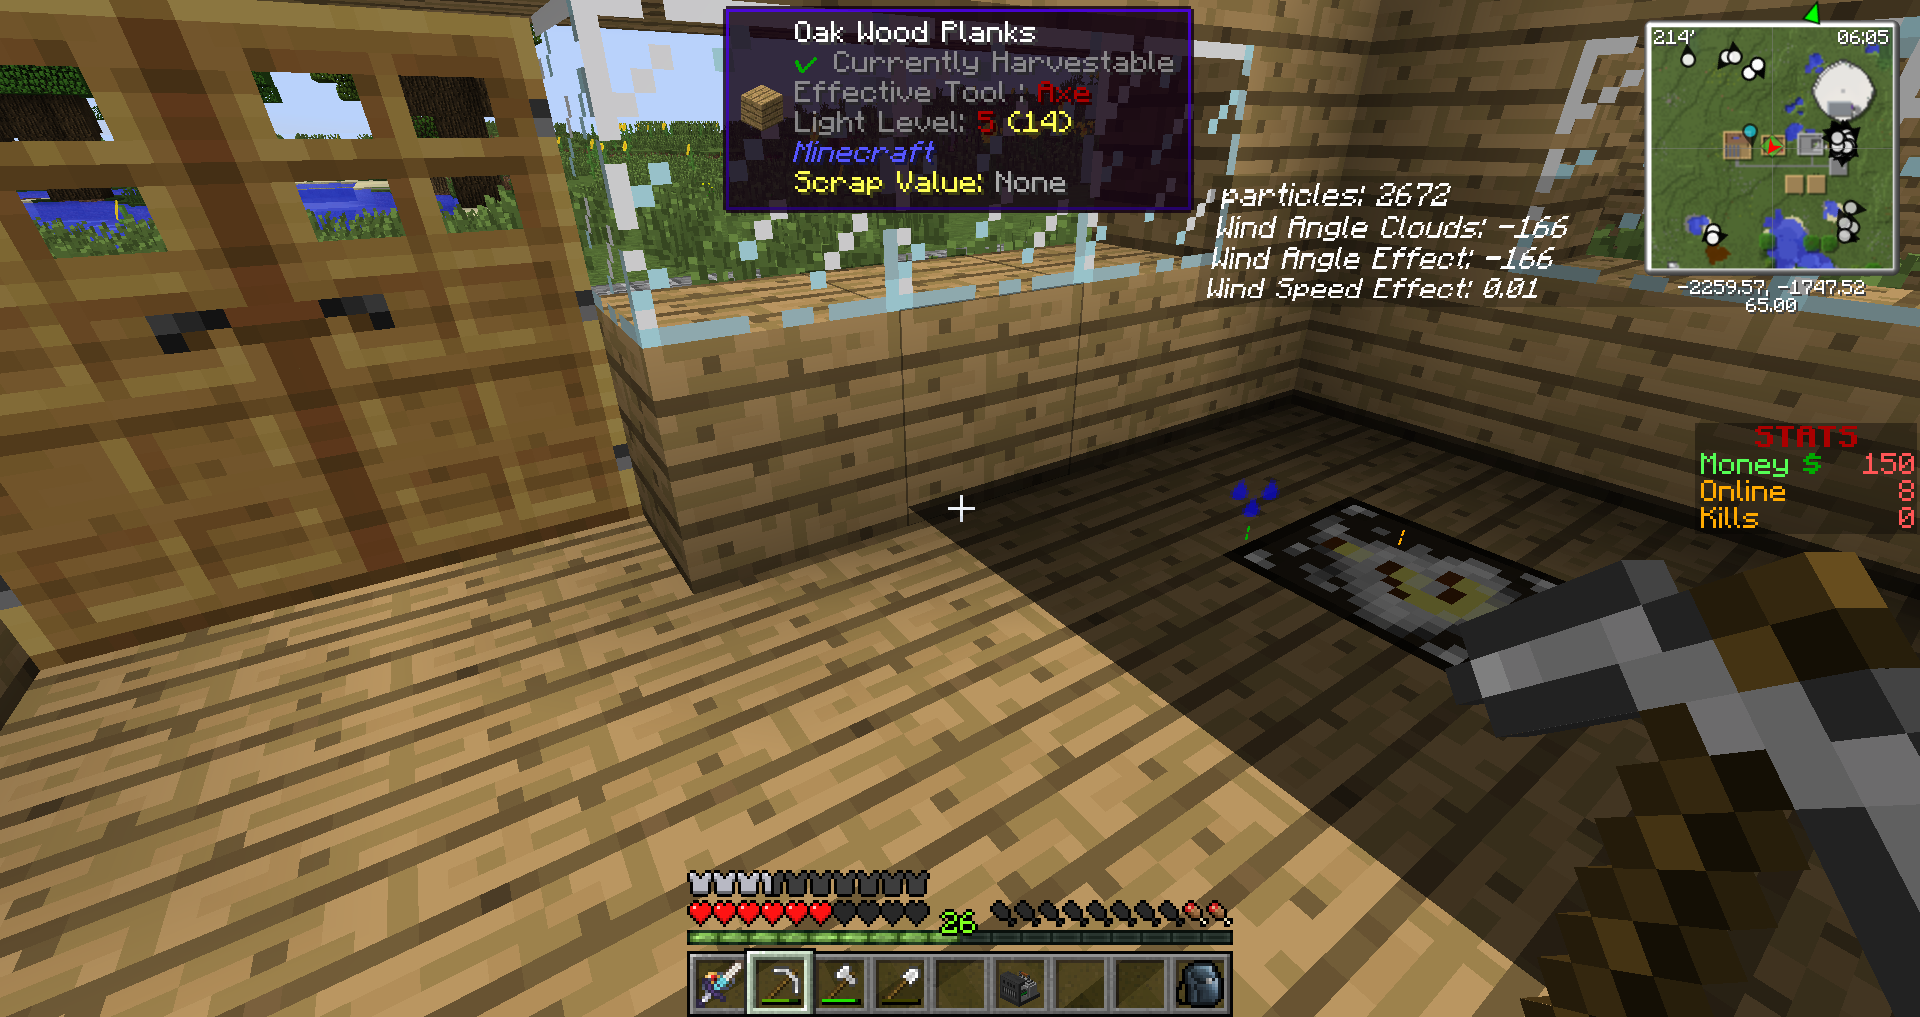 Oak Wood Planks
✓ Currently Harvestable
Effective Tool : Axe
Light Level: 5 (14)
Minecraft
Scrap Value: None
particles: 2672
Wind Angle Clouds: -166
Wind Angle Effect: -166
Wind Speed Effect: 0.01
214' 06:05
-2259.57, -1747.52
65.00
STATS
Money $ 150
Online 8
Kills 0
26